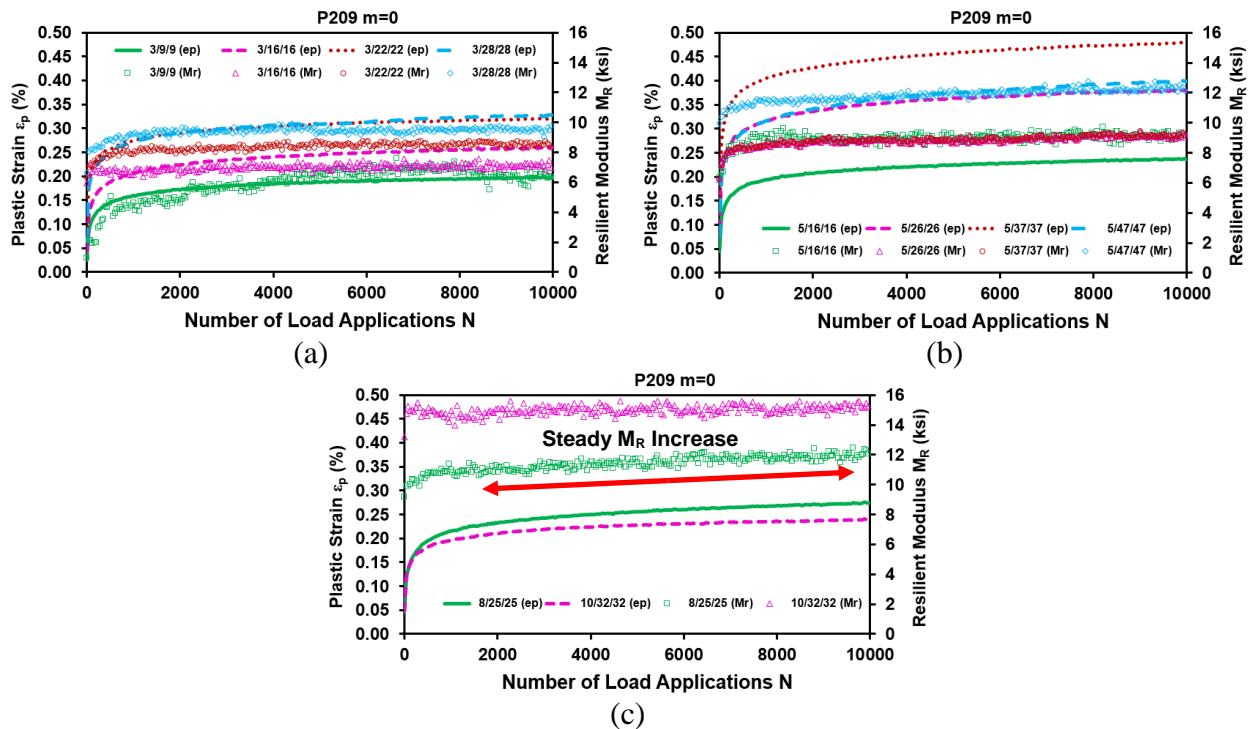 P209 m=0
0.50
0.45
0.40
0.35
0.30
0.25
0.20
0.15
0.10
0.05
0.00
Plastic Strain εp (%)
3/9/9 (ep) 3/16/16 (ep) 3/22/22 (ep) 3/28/28 (ep)
3/9/9 (Mr) 3/16/16 (Mr) 3/22/22 (Mr) 3/28/28 (Mr)
16
14
12
10
8
6
4
2
0
Resilient Modulus MR (ksi)
0 2000 4000 6000 8000 10000
Number of Load Applications N
(a)
P209 m=0
0.50
0.45
0.40
0.35
0.30
0.25
0.20
0.15
0.10
0.05
0.00
Plastic Strain εp (%)
5/16/16 (ep) 5/26/26 (ep) 5/37/37 (ep) 5/47/47 (ep)
5/16/16 (Mr) 5/26/26 (Mr) 5/37/37 (Mr) 5/47/47 (Mr)
16
14
12
10
8
6
4
2
0
Resilient Modulus MR (ksi)
0 2000 4000 6000 8000 10000
Number of Load Applications N
(b)
P209 m=0
0.50
0.45
0.40
0.35
0.30
0.25
0.20
0.15
0.10
0.05
0.00
Plastic Strain εp (%)
Steady MR Increase
8/25/25 (ep) 10/32/32 (ep) 8/25/25 (Mr) 10/32/32 (Mr)
16
14
12
10
8
6
4
2
0
Resilient Modulus MR (ksi)
0 2000 4000 6000 8000 10000
Number of Load Applications N
(c)